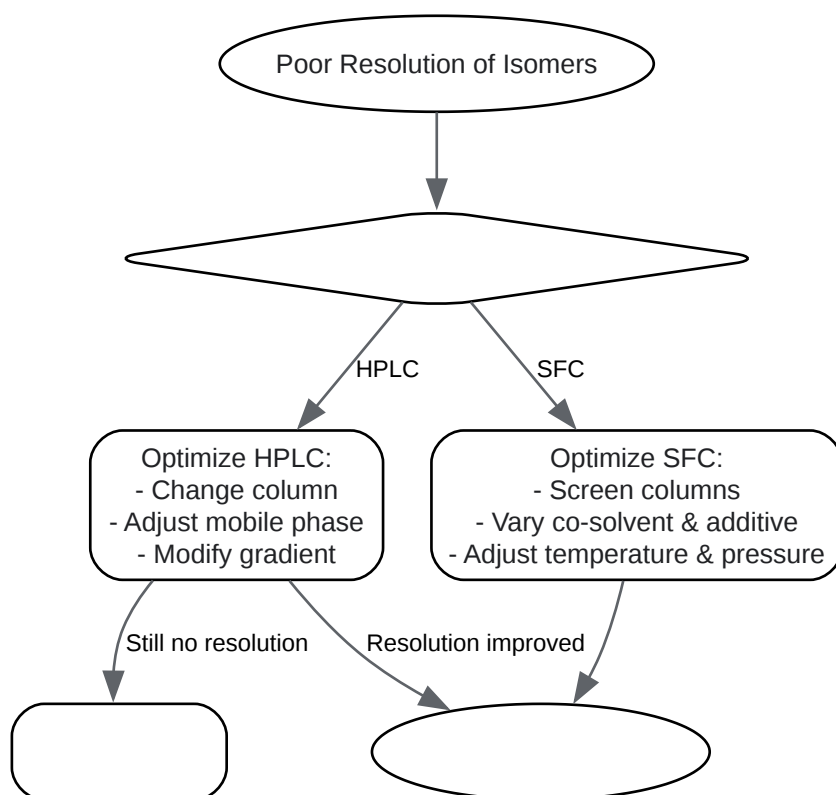 Poor Resolution of Isomers
HPLC
SFC
Optimize HPLC:
- Change column
- Adjust mobile phase
- Modify gradient
Optimize SFC:
- Screen columns
- Vary co-solvent & additive
- Adjust temperature & pressure
Still no resolution
Resolution improved